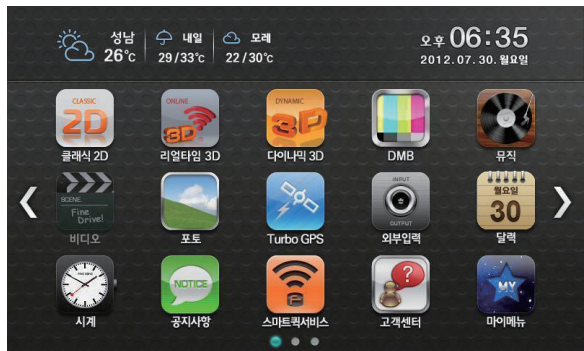 성남 내일 모레
26°c 29/33°c 22/30°c
오후 06:35
2012.07.30. 월요일
CLASSIC ONLINE DYNAMIC
2D 3D 3D
클래식 2D 리얼타임 3D 다이나믹 3D DMB 뮤직
SCENE. INPUT 월요일
Fine Drive! OUTPUT 30
비디오 포토 Turbo GPS 외부입력 달력
NOTICE ? MY
시계 공지사항 스마트퀵서비스 고객센터 마이메뉴